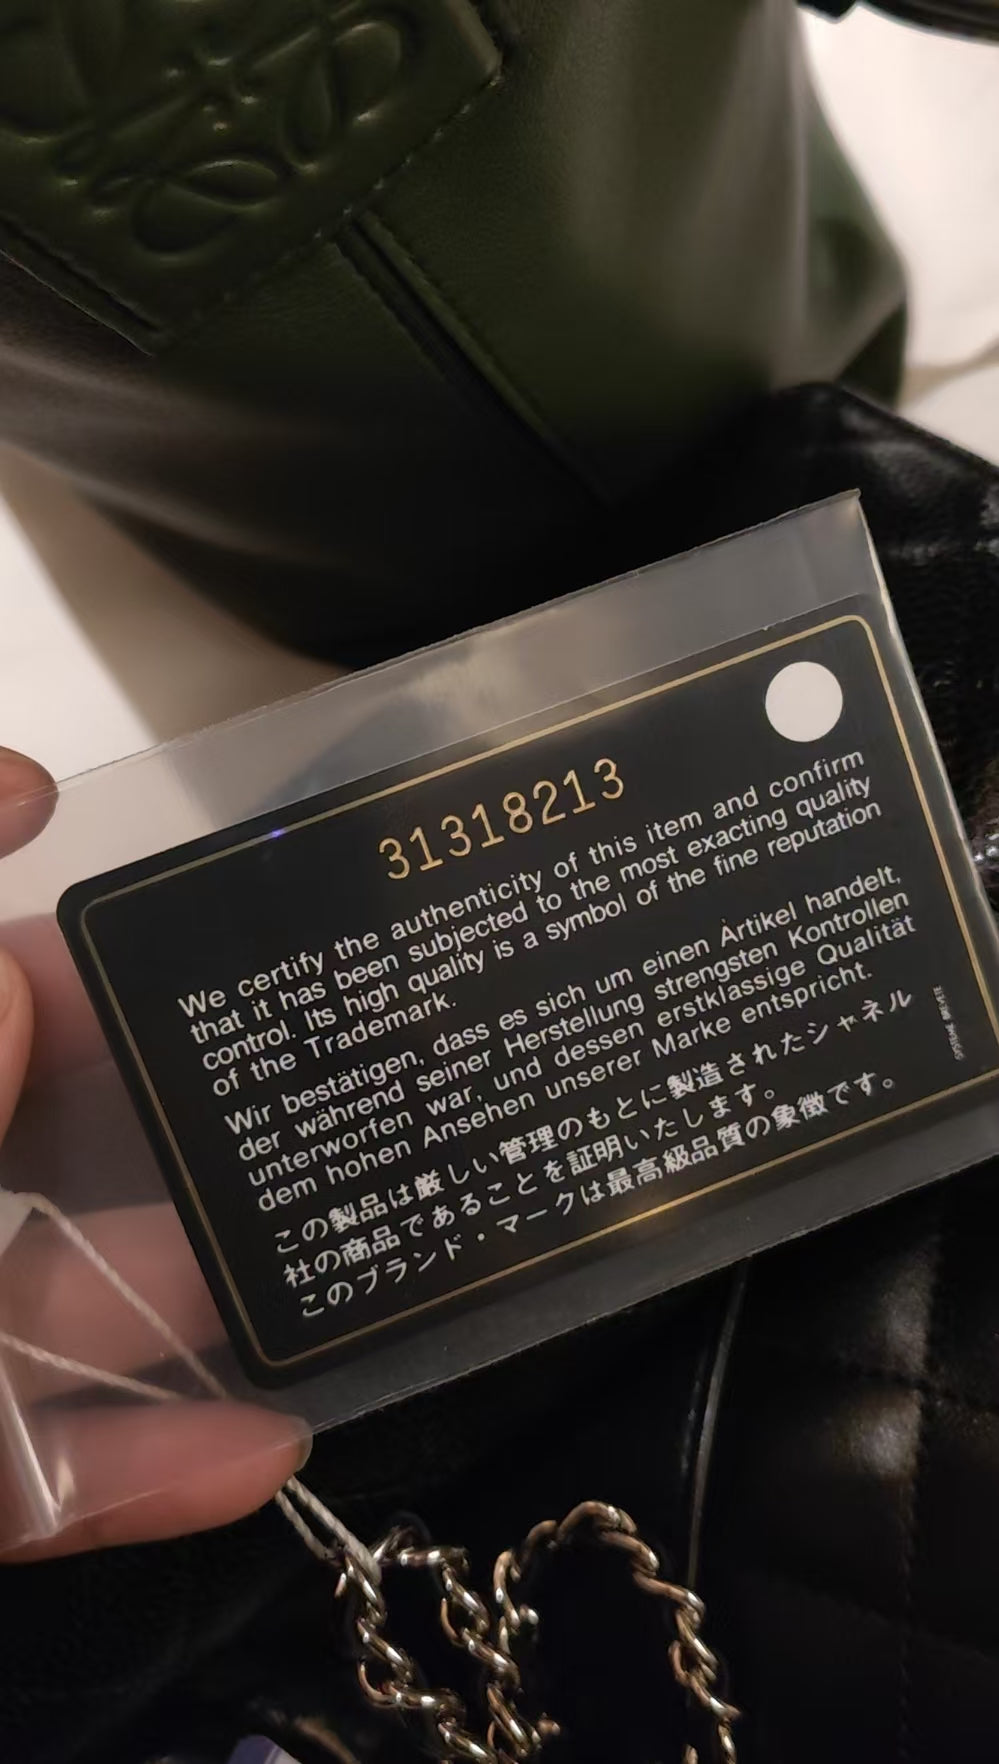 31318213
We certify the authenticity of this item and confirm
that it has been subjected to the most exacting quality
control. Its high quality is a symbol of the fine reputation
of the Trademark.
Wir bestätigen, dass es sich um einen Artikel handelt,
der während seiner Herstellung strengsten Kontrollen
unterworfen war, und dessen erstklassige Qualität
dem hohen Ansehen unserer Marke entspricht.
この製品は厳しい管理のもとに製造されたシャネル
社の商品であることを証明いたします。
このブランド・マークは最高級品質の象徴です。